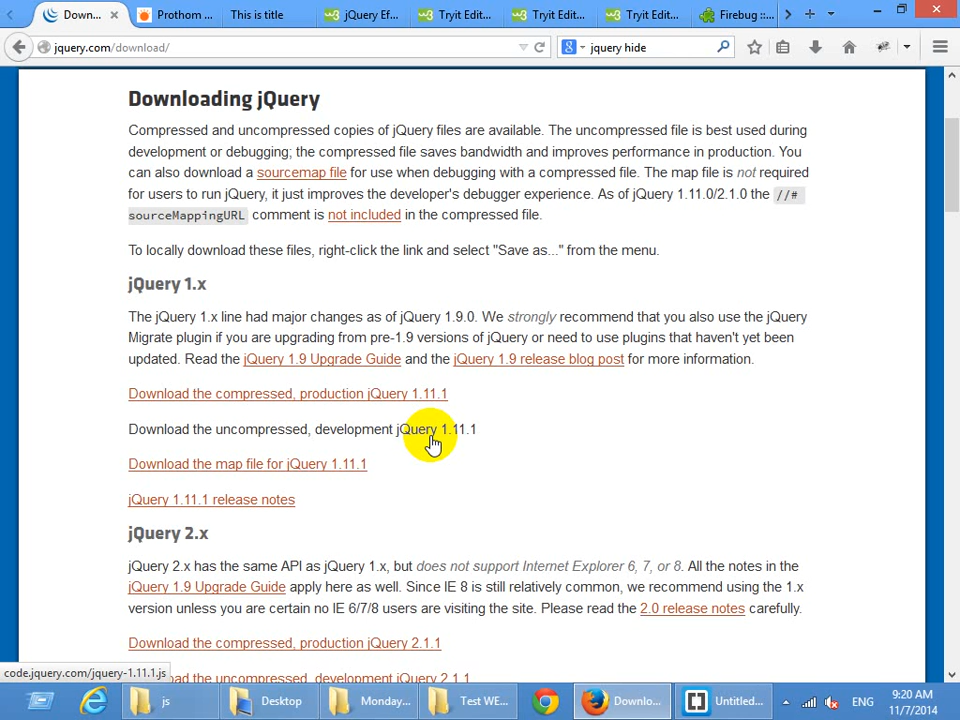 Down...
Prothom ...
This is title
jQuery Ef...
Tryit Edit...
Tryit Edit...
Tryit Edit...
Firebug ::...
jquery.com/download/
jquery hide
Downloading jQuery
Compressed and uncompressed copies of jQuery files are available. The uncompressed file is best used during
development or debugging; the compressed file saves bandwidth and improves performance in production. You
can also download a sourcemap file for use when debugging with a compressed file. The map file is not required
for users to run jQuery, it just improves the developer's debugger experience. As of jQuery 1.11.0/2.1.0 the //#
sourceMappingURL comment is not included in the compressed file.
To locally download these files, right-click the link and select "Save as..." from the menu.
jQuery 1.x
The jQuery 1.x line had major changes as of jQuery 1.9.0. We strongly recommend that you also use the jQuery
Migrate plugin if you are upgrading from pre-1.9 versions of jQuery or need to use plugins that haven't yet been
updated. Read the jQuery 1.9 Upgrade Guide and the jQuery 1.9 release blog post for more information.
Download the compressed, production jQuery 1.11.1
Download the uncompressed, development jQuery 1.11.1
Download the map file for jQuery 1.11.1
jQuery 1.11.1 release notes
jQuery 2.x
jQuery 2.x has the same API as jQuery 1.x, but does not support Internet Explorer 6, 7, or 8. All the notes in the
jQuery 1.9 Upgrade Guide apply here as well. Since IE 8 is still relatively common, we recommend using the 1.x
version unless you are certain no IE 6/7/8 users are visiting the site. Please read the 2.0 release notes carefully.
Download the compressed, production jQuery 2.1.1
Download the uncompressed, development jQuery 2.1.1
code.jquery.com/jquery-1.11.1.js
js
Desktop
Monday...
Test WE...
Downlo...
Untitled...
ENG
9:20 AM
11/7/2014